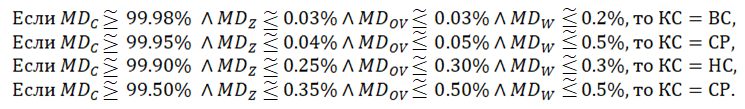 Если MD_C ⪆ 99.98% ∧ MD_Z ⪅ 0.03% ∧ MD_OV ⪅ 0.03% ∧ MD_W ⪅ 0.2%, то КС = ВС,
Если MD_C ⪆ 99.95% ∧ MD_Z ⪅ 0.04% ∧ MD_OV ⪅ 0.05% ∧ MD_W ⪅ 0.5%, то КС = СР,
Если MD_C ⪆ 99.90% ∧ MD_Z ⪅ 0.25% ∧ MD_OV ⪅ 0.30% ∧ MD_W ⪅ 0.3%, то КС = НС,
Если MD_C ⪆ 99.50% ∧ MD_Z ⪅ 0.35% ∧ MD_OV ⪅ 0.50% ∧ MD_W ⪅ 0.5%, то КС = СР.